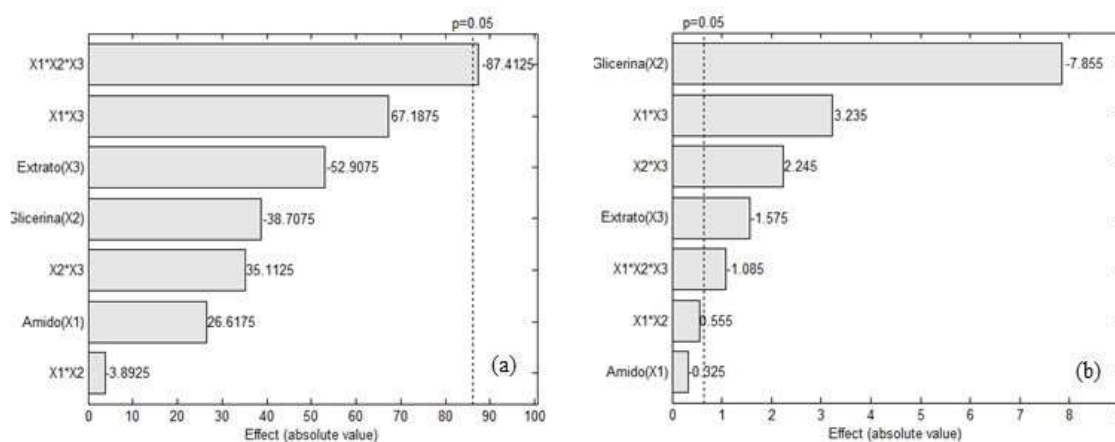 p=0.05
X1*X2*X3
-87.4125
X1*X3
67.1875
Extrato(X3)
-52.9075
Glicerina(X2)
-38.7075
X2*X3
35.1125
Amido(X1)
26.6175
X1*X2
-3.8925
(a)
0 10 20 30 40 50 60 70 80 90 100
Effect (absolute value)
p=0.05
Glicerina(X2)
-7.855
X1*X3
3.235
X2*X3
2.245
Extrato(X3)
-1.575
X1*X2*X3
-1.085
X1*X2
0.555
Amido(X1)
-0.325
(b)
0 1 2 3 4 5 6 7 8
Effect (absolute value)